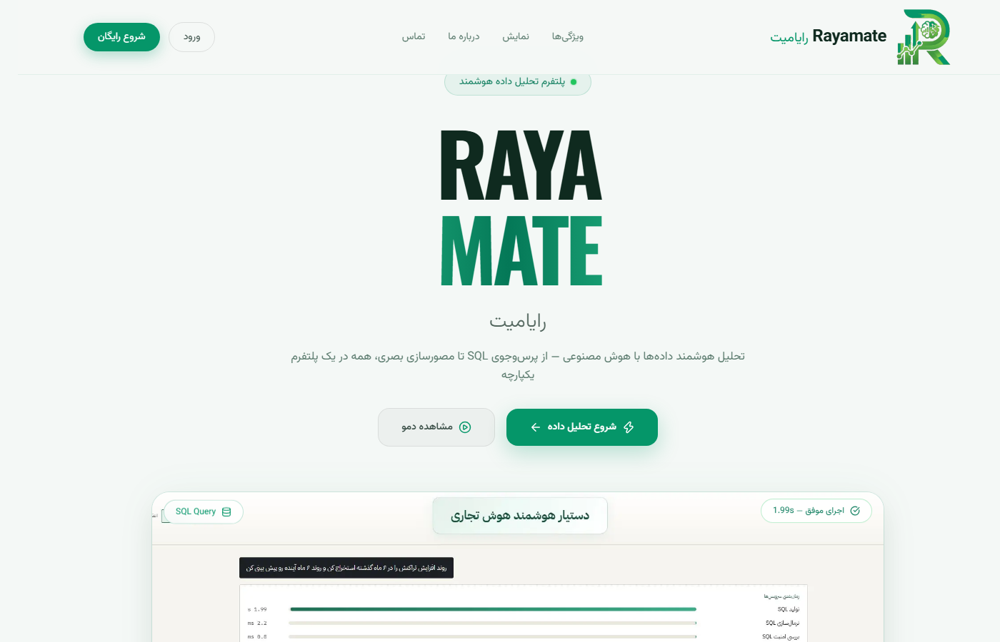 رایامیت Rayamate
ویژگی‌ها
نمایش
درباره ما
تماس
ورود
شروع رایگان
پلتفرم تحلیل داده هوشمند
RAYA
MATE
رایامیت
تحلیل هوشمند داده‌ها با هوش مصنوعی — از پرس‌وجوی SQL تا مصورسازی بصری، همه در یک پلتفرم
یکپارچه
شروع تحلیل داده
مشاهده دمو
اجرای موفق — 1.99s
دستیار هوشمند هوش تجاری
SQL Query
روند افزایش تراکنش را در ۶ ماه گذشته استخراج کن و روند ۶ ماه آینده رو پیش بینی کن
زمان‌بندی سرویس‌ها
تولید SQL
1.99 s
نرمال‌سازی SQL
2.2 ms
بررسی امنیت SQL
0.8 ms